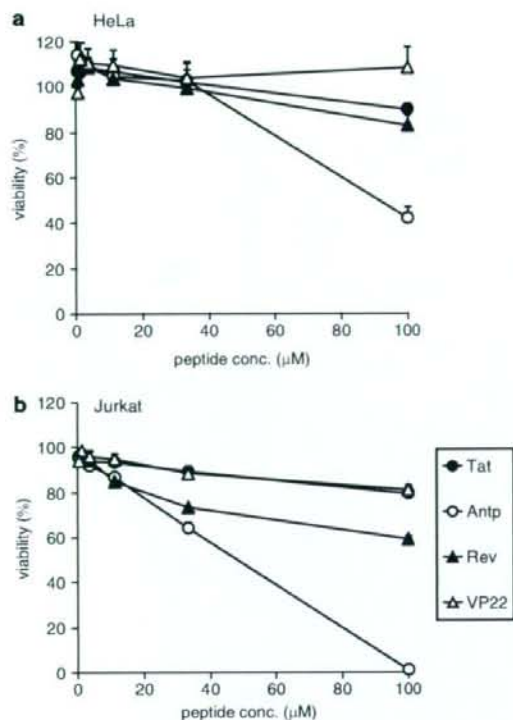 a
HeLa
120
100
80
60
40
20
0
viability (%)
0 20 40 60 80 100
peptide conc. (μM)
b
Jurkat
120
100
80
60
40
20
0
viability (%)
0 20 40 60 80 100
peptide conc. (μM)
Tat
Antp
Rev
VP22